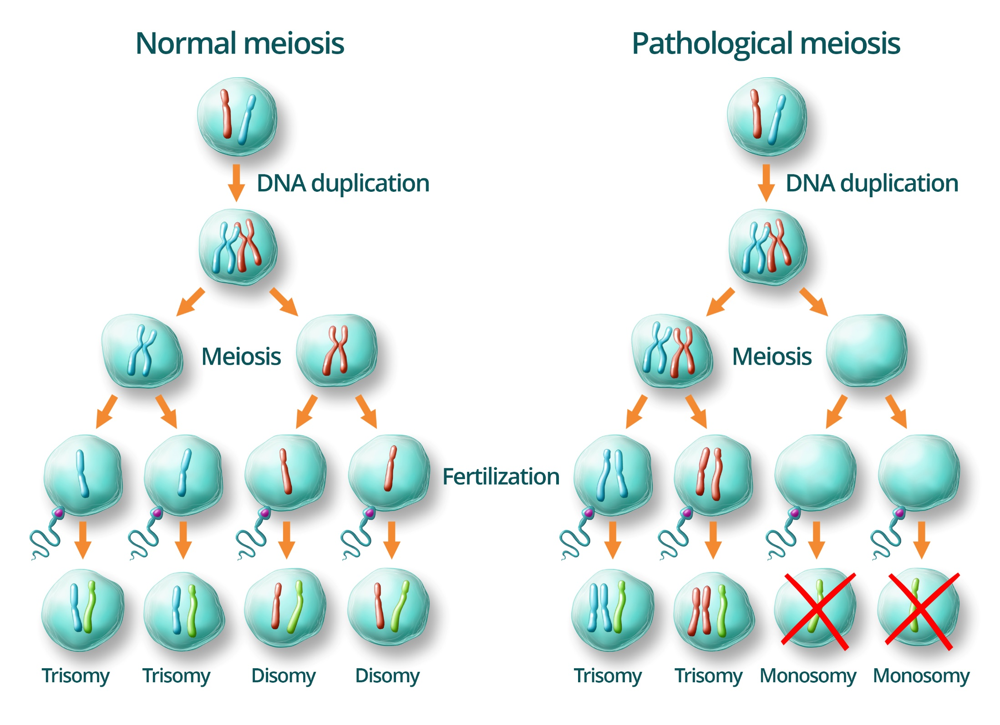 Normal meiosis
Pathological meiosis
DNA duplication
DNA duplication
Meiosis
Meiosis
Fertilization
Trisomy
Trisomy
Disomy
Disomy
Trisomy
Trisomy
Monosomy
Monosomy